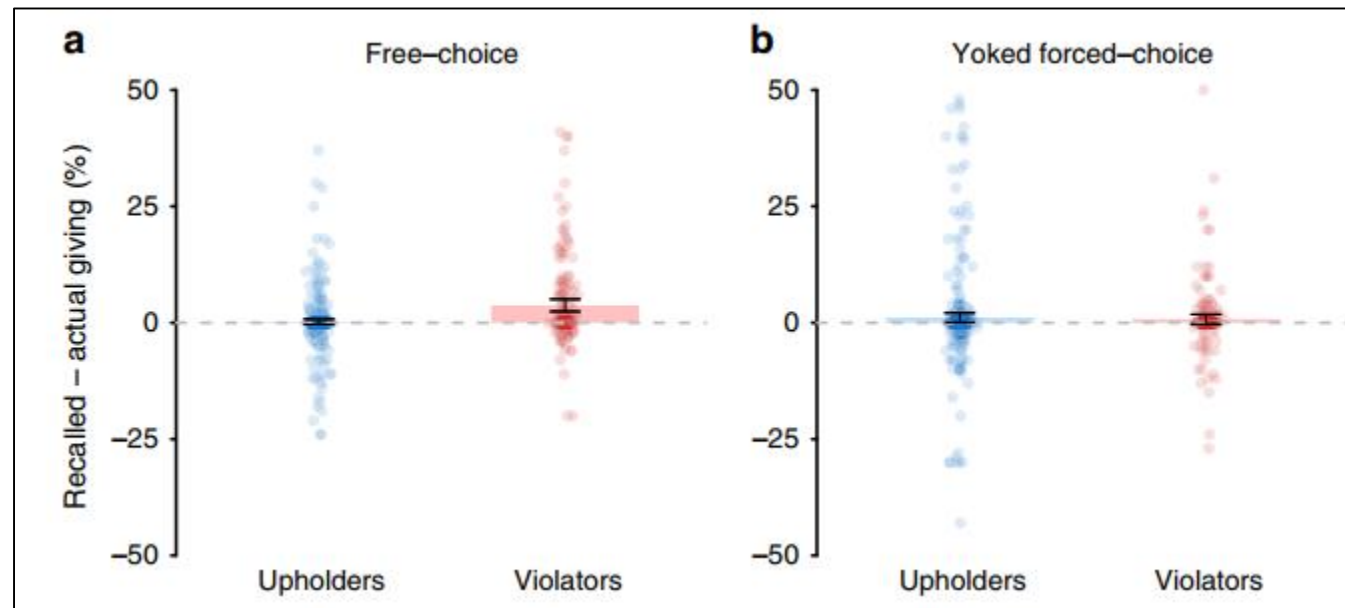 a
Free–choice
b
Yoked forced–choice
Recalled – actual giving (%)
50
25
0
–25
–50
Upholders
Violators
50
25
0
–25
–50
Upholders
Violators